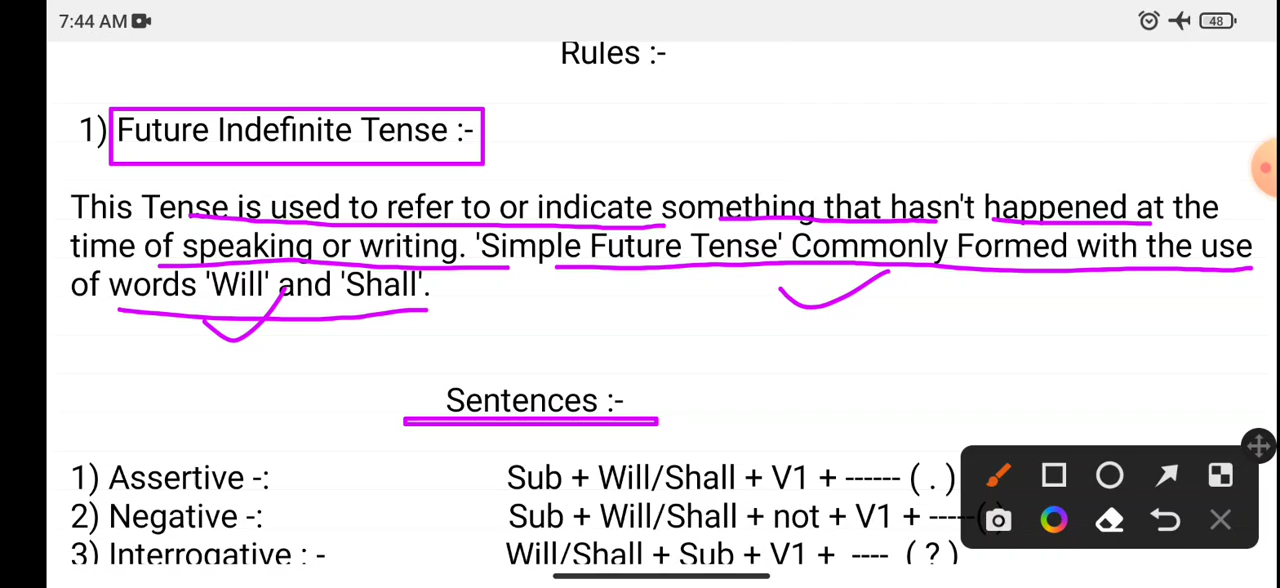 7:44 AM
48
Rules :-
1) Future Indefinite Tense :-
This Tense is used to refer to or indicate something that hasn't happened at the
time of speaking or writing. 'Simple Future Tense' Commonly Formed with the use
of words 'Will' and 'Shall'.
Sentences :-
1) Assertive -: Sub + Will/Shall + V1 + ------ ( . )
2) Negative -: Sub + Will/Shall + not + V1 + -----(
3) Interrogative : - Will/Shall + Sub + V1 + ---- ( ? )